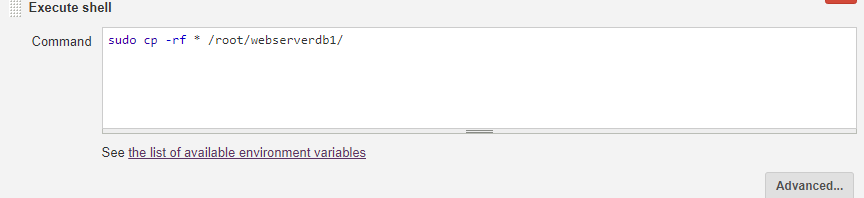 Execute shell
Command
sudo cp -rf * /root/webserverdb1/
See the list of available environment variables
Advanced...